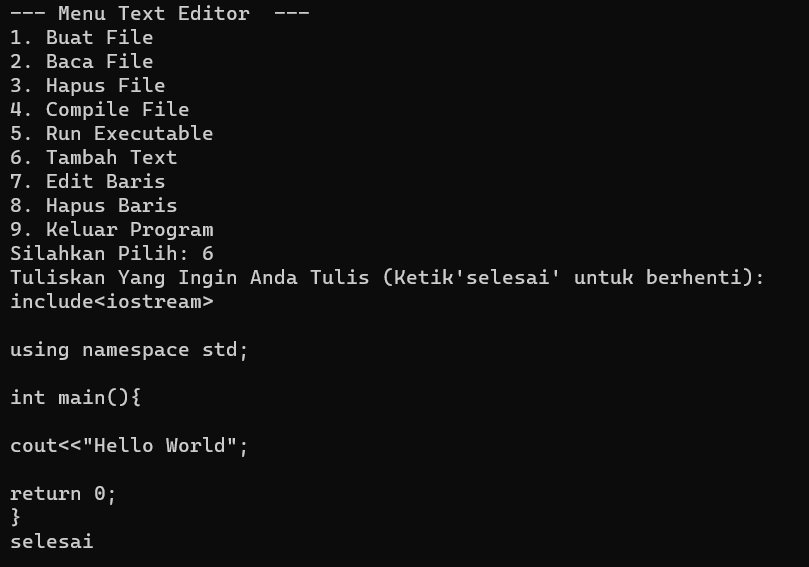 --- Menu Text Editor  ---
1. Buat File
2. Baca File
3. Hapus File
4. Compile File
5. Run Executable
6. Tambah Text
7. Edit Baris
8. Hapus Baris
9. Keluar Program
Silahkan Pilih: 6
Tuliskan Yang Ingin Anda Tulis (Ketik'selesai' untuk berhenti):
include<iostream>
using namespace std;
int main(){
cout<<"Hello World";
return 0;
}
selesai